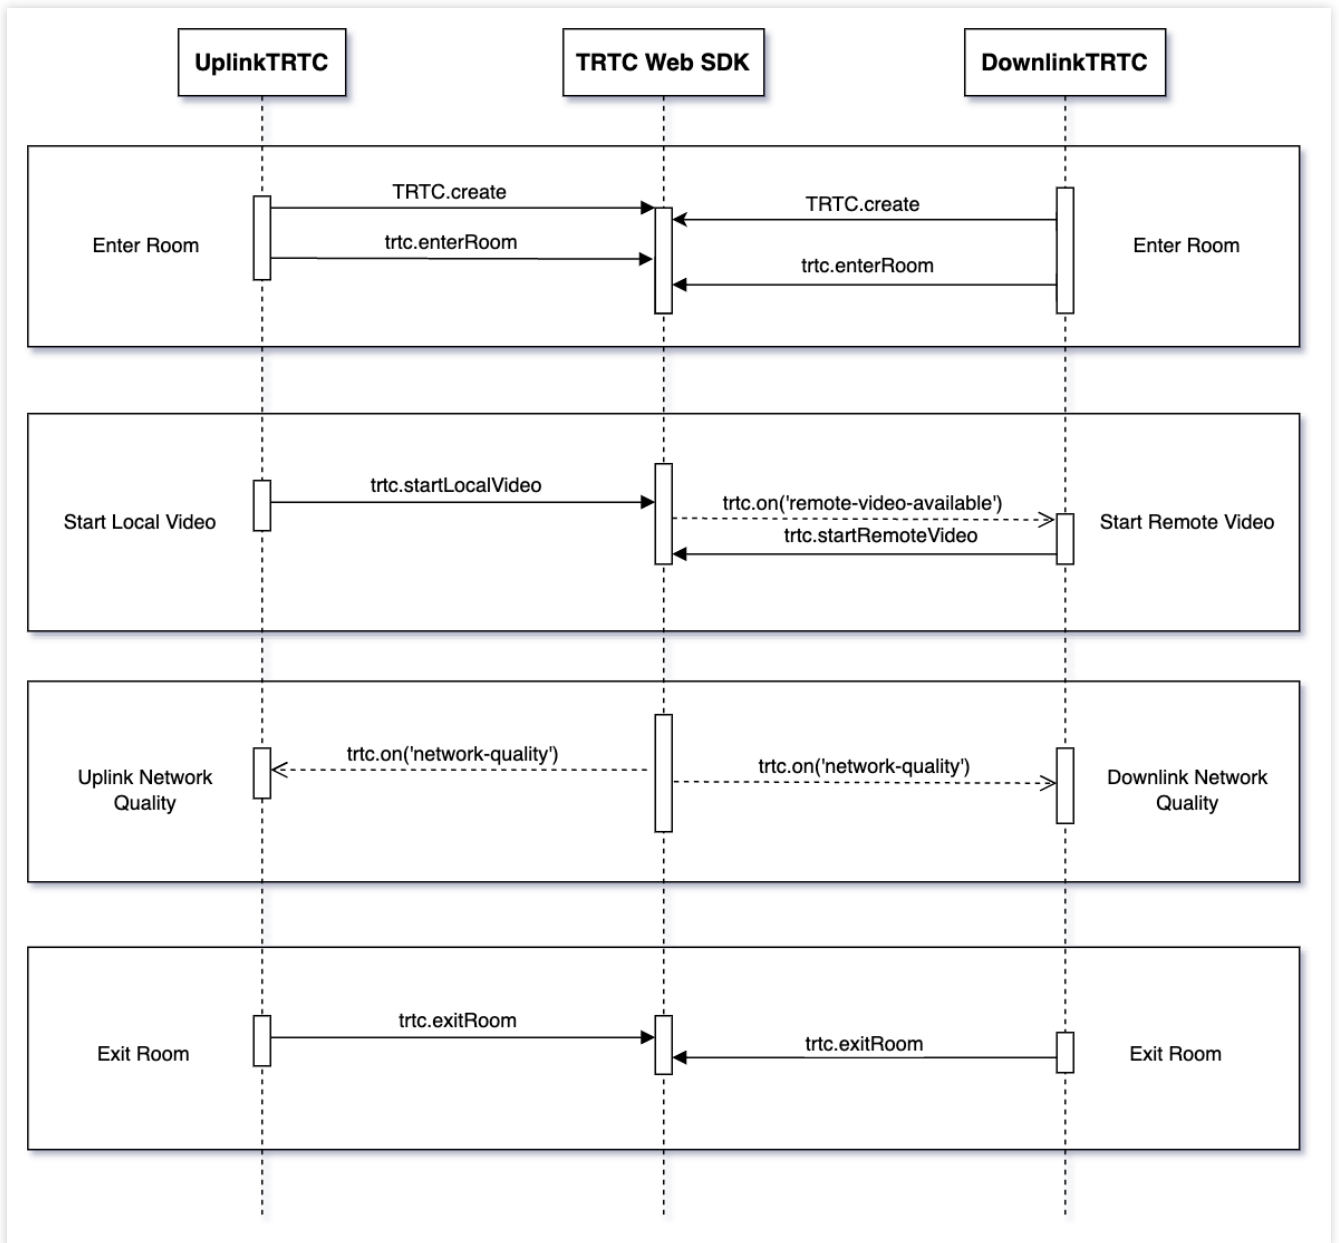 UplinkTRTC
TRTC Web SDK
DownlinkTRTC
TRTC.create
TRTC.create
trtc.enterRoom
Enter Room
Enter Room
trtc.enterRoom
trtc.startLocalVideo
trtc.on('remote-video-available')
Start Local Video
Start Remote Video
trtc.startRemoteVideo
trtc.on('network-quality')
trtc.on('network-quality')
Uplink Network
Quality
Downlink Network
Quality
trtc.exitRoom
trtc.exitRoom
Exit Room
Exit Room